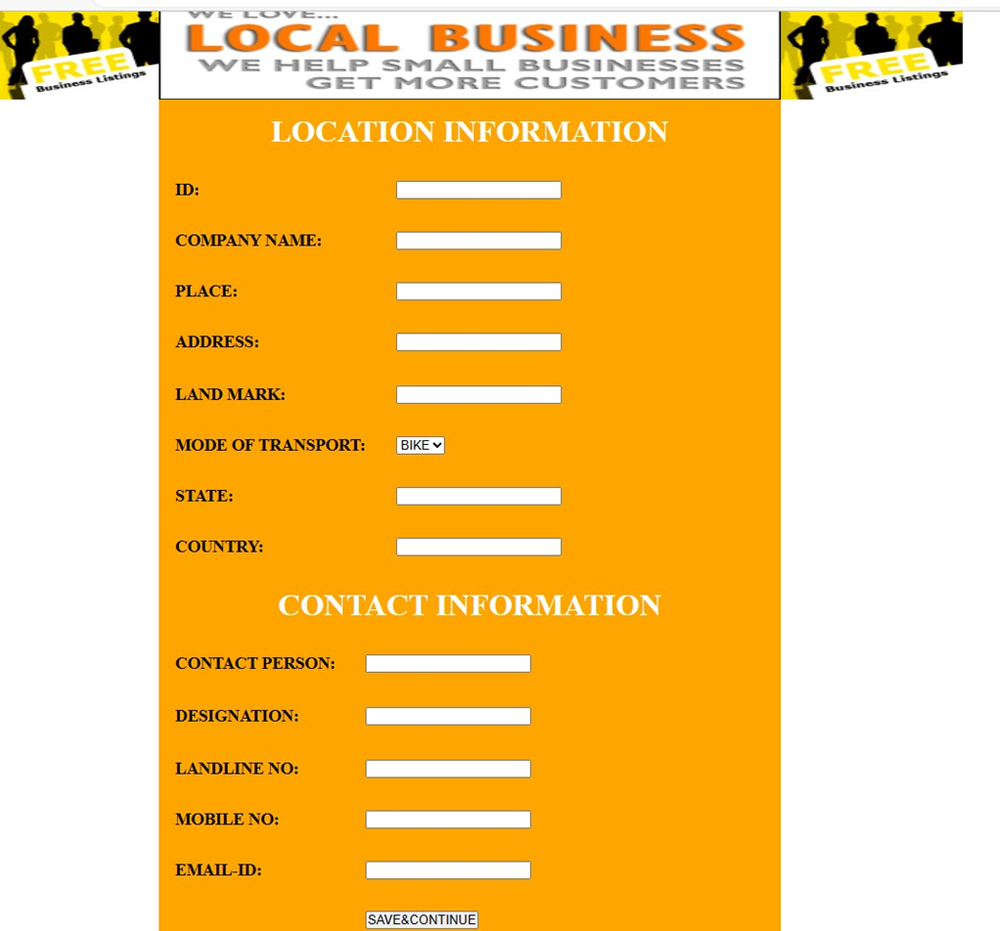 WE LOVE...
LOCAL BUSINESS
WE HELP SMALL BUSINESSES
GET MORE CUSTOMERS
FREE
Business Listings
FREE
Business Listings
LOCATION INFORMATION
ID:
COMPANY NAME:
PLACE:
ADDRESS:
LAND MARK:
MODE OF TRANSPORT: BIKE
STATE:
COUNTRY:
CONTACT INFORMATION
CONTACT PERSON:
DESIGNATION:
LANDLINE NO:
MOBILE NO:
EMAIL-ID:
SAVE&CONTINUE